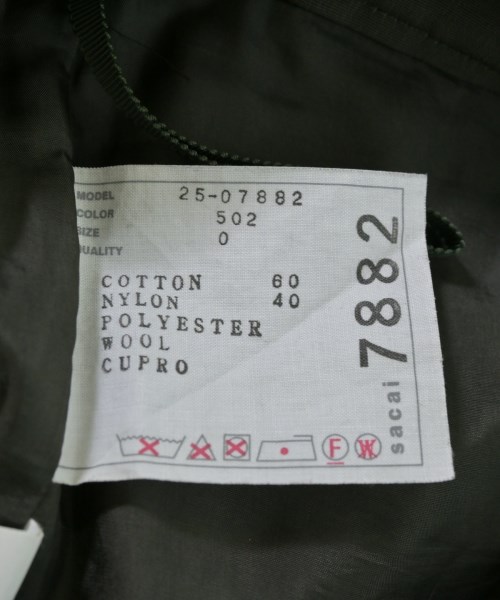 MODEL 25-07882
COLOR 502
SIZE 0
QUALITY
COTTON 60
NYLON 40
POLYESTER
WOOL
CUPRO
F W
sacai 7882